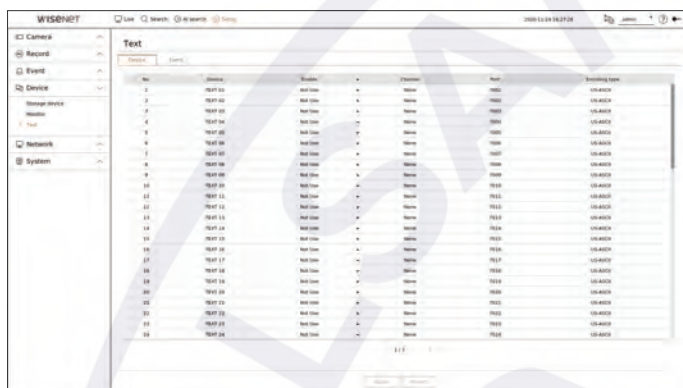 WISENET
Live Search AI search Setup
2020-11-24 16:27:28 admin
Camera
Record
Event
Device
Storage device
Monitor
Text
Network
System
Text
Device Event
No Device Enable Channel Port Encoding type
1 TEXT 01 Not Use None 7001 US-ASCII
2 TEXT 02 Not Use None 7002 US-ASCII
3 TEXT 03 Not Use None 7003 US-ASCII
4 TEXT 04 Not Use None 7004 US-ASCII
5 TEXT 05 Not Use None 7005 US-ASCII
6 TEXT 06 Not Use None 7006 US-ASCII
7 TEXT 07 Not Use None 7007 US-ASCII
8 TEXT 08 Not Use None 7008 US-ASCII
9 TEXT 09 Not Use None 7009 US-ASCII
10 TEXT 10 Not Use None 7010 US-ASCII
11 TEXT 11 Not Use None 7011 US-ASCII
12 TEXT 12 Not Use None 7012 US-ASCII
13 TEXT 13 Not Use None 7013 US-ASCII
14 TEXT 14 Not Use None 7014 US-ASCII
15 TEXT 15 Not Use None 7015 US-ASCII
16 TEXT 16 Not Use None 7016 US-ASCII
17 TEXT 17 Not Use None 7017 US-ASCII
18 TEXT 18 Not Use None 7018 US-ASCII
19 TEXT 19 Not Use None 7019 US-ASCII
20 TEXT 20 Not Use None 7020 US-ASCII
21 TEXT 21 Not Use None 7021 US-ASCII
22 TEXT 22 Not Use None 7022 US-ASCII
23 TEXT 23 Not Use None 7023 US-ASCII
24 TEXT 24 Not Use None 7024 US-ASCII